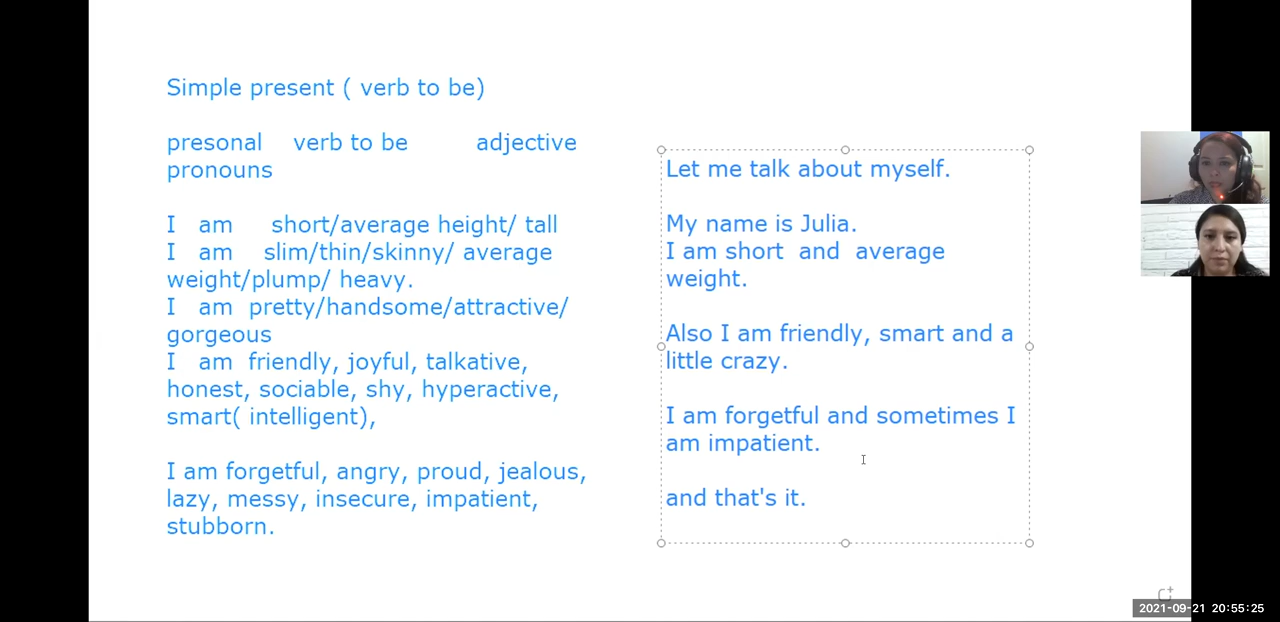 Simple present ( verb to be)
presonal verb to be adjective
pronouns
I am short/average height/ tall
I am slim/thin/skinny/ average
weight/plump/ heavy.
I am pretty/handsome/attractive/
gorgeous
I am friendly, joyful, talkative,
honest, sociable, shy, hyperactive,
smart( intelligent),
I am forgetful, angry, proud, jealous,
lazy, messy, insecure, impatient,
stubborn.
Let me talk about myself.
My name is Julia.
I am short and average
weight.
Also I am friendly, smart and a
little crazy.
I am forgetful and sometimes I
am impatient.
and that's it.
2021-09-21 20:55:25